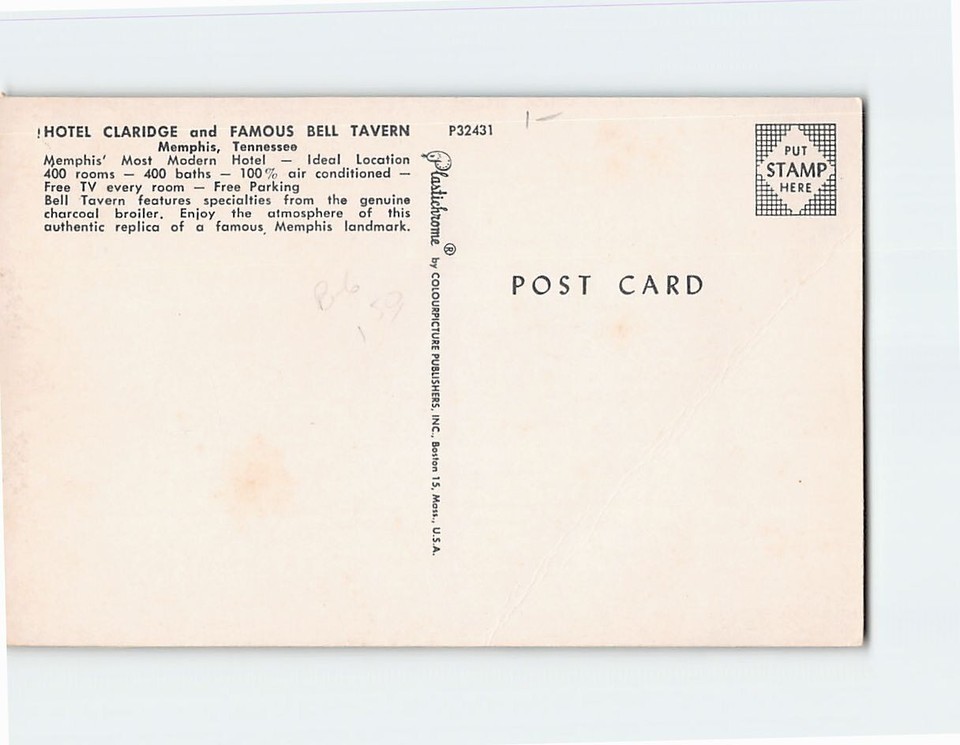 HOTEL CLARIDGE and FAMOUS BELL TAVERN
Memphis, Tennessee
Memphis' Most Modern Hotel — Ideal Location
400 rooms — 400 baths — 100% air conditioned —
Free TV every room — Free Parking
Bell Tavern features specialties from the genuine
charcoal broiler. Enjoy the atmosphere of this
authentic replica of a famous Memphis landmark.
P32431
Plastichrome ® by COLOURPICTURE PUBLISHERS, INC., Boston 15, Mass., U.S.A.
PUT
STAMP
HERE
POST CARD